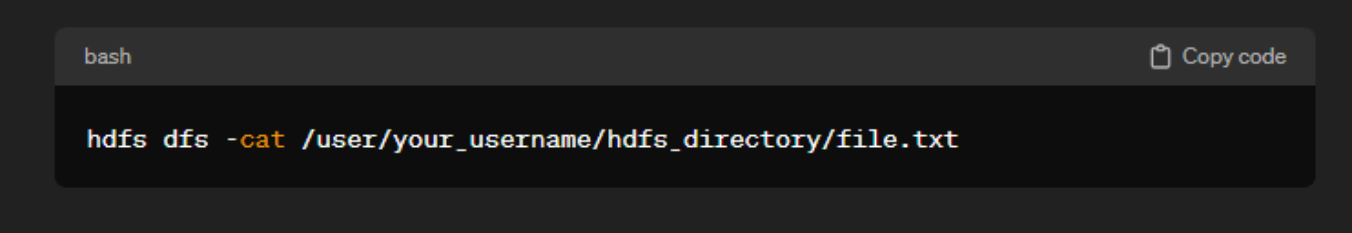 bash
Copy code
hdfs dfs -cat /user/your_username/hdfs_directory/file.txt